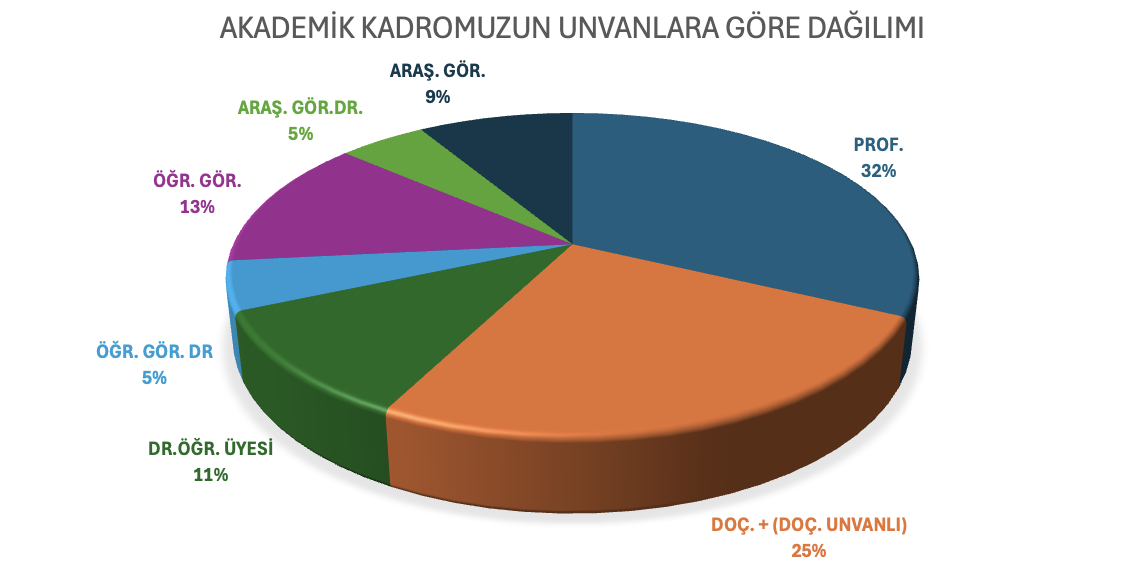 AKADEMİK KADROMUZUN UNVANLARA GÖRE DAĞILIMI
ARAŞ. GÖR.
9%
ARAŞ. GÖR.DR.
5%
PROF.
32%
ÖĞR. GÖR.
13%
ÖĞR. GÖR. DR
5%
DR.ÖĞR. ÜYESİ
11%
DOÇ. + (DOÇ. UNVANLI)
25%